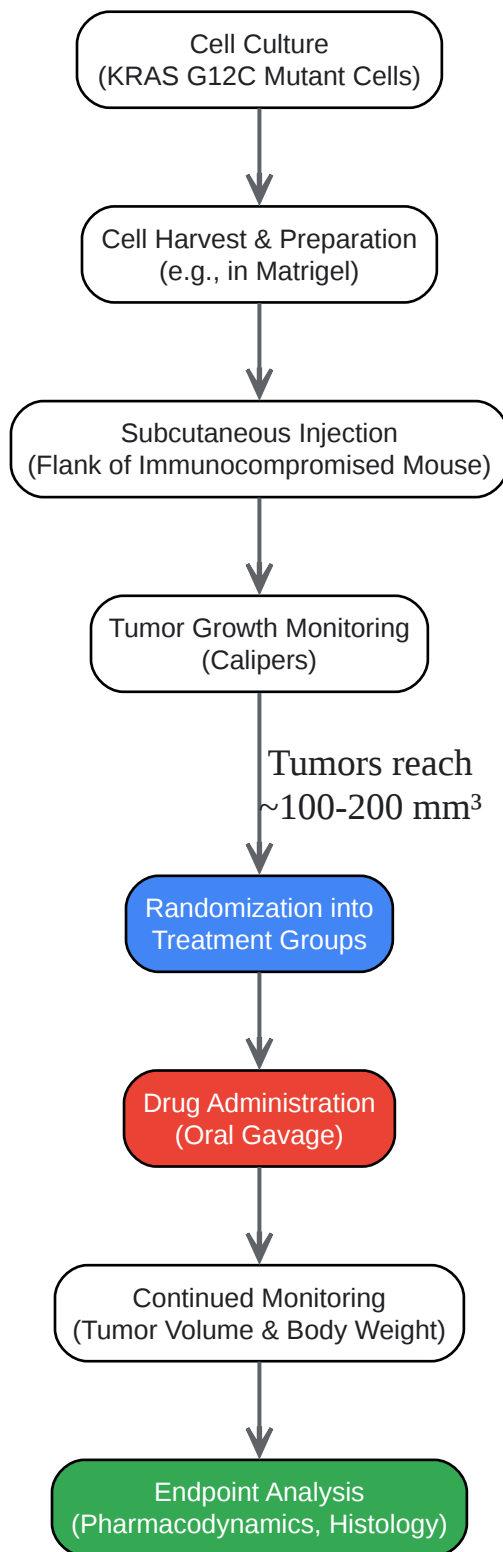 Cell Culture
(KRAS G12C Mutant Cells)
Cell Harvest & Preparation
(e.g., in Matrigel)
Subcutaneous Injection
(Flank of Immunocompromised Mouse)
Tumor Growth Monitoring
(Calipers)
Tumors reach
~100-200 mm³
Randomization into
Treatment Groups
Drug Administration
(Oral Gavage)
Continued Monitoring
(Tumor Volume & Body Weight)
Endpoint Analysis
(Pharmacodynamics, Histology)